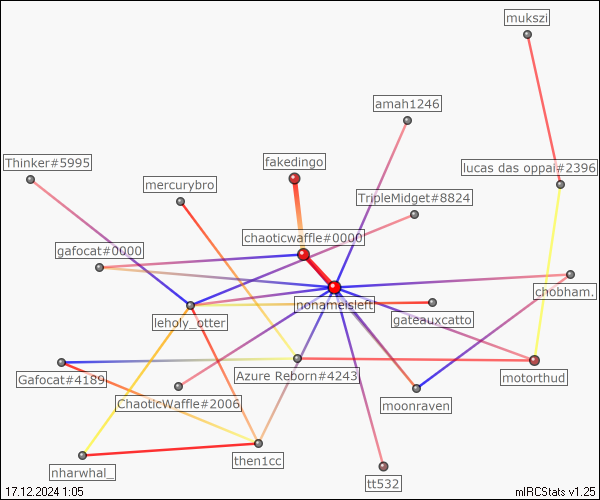 mukszi
amah1246
Thinker#5995
fakedingo
lucas das oppai#2396
mercurybro
TripleMidget#8824
chaoticwaffle#0000
gafocat#0000
chobham.
nonameisleft
leholy_otter
gateauxcatto
Gafocat#4189
Azure Reborn#4243
motorthud
ChaoticWaffle#2006
moonraven
then1cc
nharwhal_
tt532
17.12.2024 1:05
mIRCStats v1.25